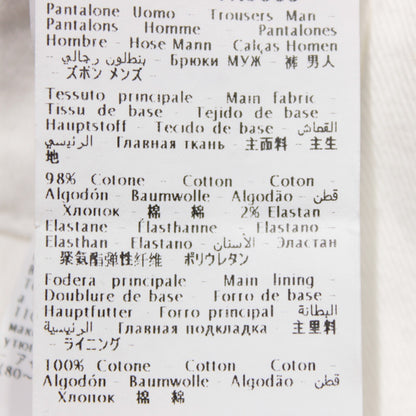 Pantalone Uomo - Trousers Man -
Pantalons Homme - Pantalones
Hombre - Hose Mann - Calças Homen
- بنطلون رجالي - Брюки МУЖ - 裤 男人
- ズボン メンズ -
Tessuto principale - Main fabric -
Tissu de base - Tejido de base -
Hauptstoff - Tecido de base - القماش
الرئيسي - Главная ткань - 主面料 - 主生
地
98% Cotone - Cotton - Coton -
Algodón - Baumwolle - Algodão - قطن
- Хлопок - 棉 - 綿 2% Elastan -
Elastane - Élasthanne - Elastano -
Elasthan - Elastano - الأستان - Эластан
- 聚氨酯弹性纤维 - ポリウレタン
Fodera principale - Main lining -
Doublure de base - Forro de base -
Hauptfutter - Forro principal - البطانة
الرئيسية - Главная подкладка - 主里料
- ライニング -
100% Cotone - Cotton - Coton -
Algodón - Baumwolle - Algodão - قطن
- Хлопок - 棉 - 綿